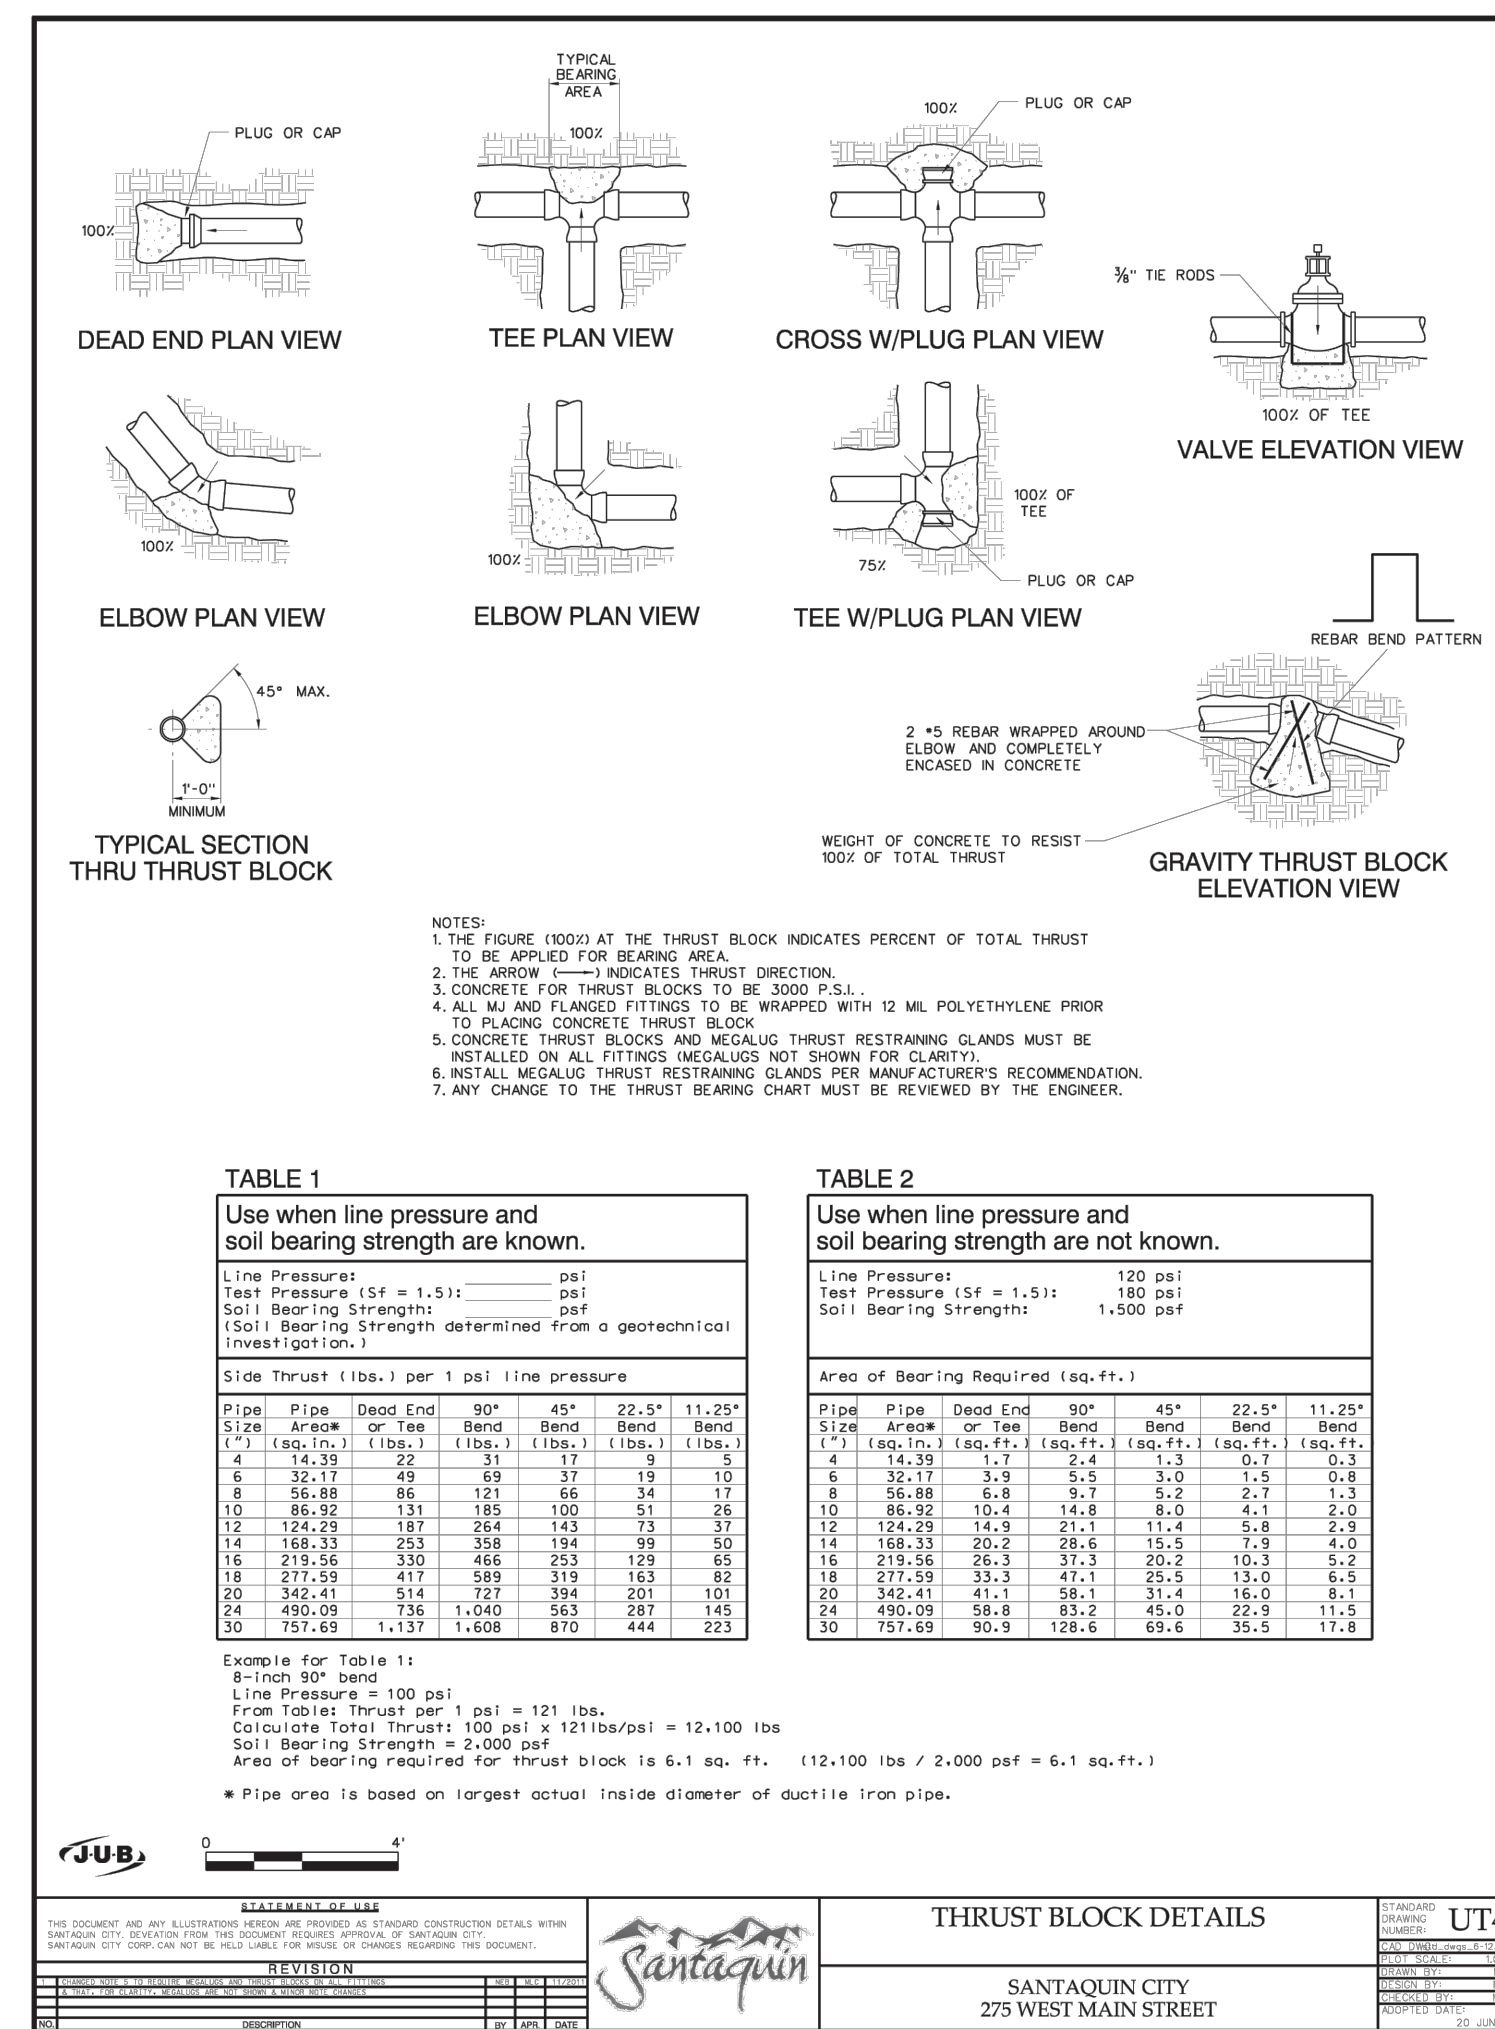 TYPICAL
BEARING
AREA
100%
PLUG OR CAP
100%
DEAD END PLAN VIEW
TEE PLAN VIEW
100%
PLUG OR CAP
CROSS W/PLUG PLAN VIEW
3/8" TIE RODS
100% OF TEE
VALVE ELEVATION VIEW
100%
ELBOW PLAN VIEW
100%
ELBOW PLAN VIEW
100% OF
TEE
75%
PLUG OR CAP
TEE W/PLUG PLAN VIEW
REBAR BEND PATTERN
45° MAX.
1'-0"
MINIMUM
TYPICAL SECTION
THRU THRUST BLOCK
2 #5 REBAR WRAPPED AROUND
ELBOW AND COMPLETELY
ENCASED IN CONCRETE
WEIGHT OF CONCRETE TO RESIST
100% OF TOTAL THRUST
GRAVITY THRUST BLOCK
ELEVATION VIEW
NOTES:
1. THE FIGURE (100%) AT THE THRUST BLOCK INDICATES PERCENT OF TOTAL THRUST
TO BE APPLIED FOR BEARING AREA.
2. THE ARROW (⟶) INDICATES THRUST DIRECTION.
3. CONCRETE FOR THRUST BLOCKS TO BE 3000 P.S.I. .
4. ALL MJ AND FLANGED FITTINGS TO BE WRAPPED WITH 12 MIL POLYETHYLENE PRIOR
TO PLACING CONCRETE THRUST BLOCK
5. CONCRETE THRUST BLOCKS AND MEGALUG THRUST RESTRAINING GLANDS MUST BE
INSTALLED ON ALL FITTINGS (MEGALUGS NOT SHOWN FOR CLARITY).
6. INSTALL MEGALUG THRUST RESTRAINING GLANDS PER MANUFACTURER'S RECOMMENDATION.
7. ANY CHANGE TO THE THRUST BEARING CHART MUST BE REVIEWED BY THE ENGINEER.
TABLE 1
Use when line pressure and
soil bearing strength are known.
Line Pressure: _________ psi
Test Pressure (Sf = 1.5): _________ psi
Soil Bearing Strength: _________ psf
(Soil Bearing Strength determined from a geotechnical
investigation.)
Side Thrust (lbs.) per 1 psi line pressure
Pipe Pipe Dead End 90° 45° 22.5° 11.25°
Size Area* or Tee Bend Bend Bend Bend
(") (sq.in.) (lbs.) (lbs.) (lbs.) (lbs.) (lbs.)
4 14.39 22 31 17 9 5
6 32.17 49 69 37 19 10
8 56.88 86 121 66 34 17
10 86.92 131 185 100 51 26
12 124.29 187 264 143 73 37
14 168.33 253 358 194 99 50
16 219.56 330 466 253 129 65
18 277.59 417 589 319 163 82
20 342.41 514 727 394 201 101
24 490.09 736 1,040 563 287 145
30 757.69 1,137 1,608 870 444 223
TABLE 2
Use when line pressure and
soil bearing strength are not known.
Line Pressure: 120 psi
Test Pressure (Sf = 1.5): 180 psi
Soil Bearing Strength: 1,500 psf
Area of Bearing Required (sq.ft.)
Pipe Pipe Dead End 90° 45° 22.5° 11.25°
Size Area* or Tee Bend Bend Bend Bend
(") (sq.in.) (sq.ft.) (sq.ft.) (sq.ft.) (sq.ft.) (sq.ft.
4 14.39 1.7 2.4 1.3 0.7 0.3
6 32.17 3.9 5.5 3.0 1.5 0.8
8 56.88 6.8 9.7 5.2 2.7 1.3
10 86.92 10.4 14.8 8.0 4.1 2.0
12 124.29 14.9 21.1 11.4 5.8 2.9
14 168.33 20.2 28.6 15.5 7.9 4.0
16 219.56 26.3 37.3 20.2 10.3 5.2
18 277.59 33.3 47.1 25.5 13.0 6.5
20 342.41 41.1 58.1 31.4 16.0 8.1
24 490.09 58.8 83.2 45.0 22.9 11.5
30 757.69 90.9 128.6 69.6 35.5 17.8
Example for Table 1:
8-inch 90° bend
Line Pressure = 100 psi
From Table: Thrust per 1 psi = 121 lbs.
Calculate Total Thrust: 100 psi x 121lbs/psi = 12,100 lbs
Soil Bearing Strength = 2,000 psf
Area of bearing required for thrust block is 6.1 sq. ft. (12,100 lbs / 2,000 psf = 6.1 sq.ft.)
* Pipe area is based on largest actual inside diameter of ductile iron pipe.
J·U·B
0 4'
STATEMENT OF USE
THIS DOCUMENT AND ANY ILLUSTRATIONS HEREON ARE PROVIDED AS STANDARD CONSTRUCTION DETAILS WITHIN
SANTAQUIN CITY. DEVEATION FROM THIS DOCUMENT REQUIRES APPROVAL OF SANTAQUIN CITY.
SANTAQUIN CITY CORP. CAN NOT BE HELD LIABLE FOR MISUSE OR CHANGES REGARDING THIS DOCUMENT.
REVISION
1 CHANGED NOTE 5 TO REQUIRE MEGALUGS AND THRUST BLOCKS ON ALL FITTINGS NEB MLC 11/2011
& THAT, FOR CLARITY, MEGALUGS ARE NOT SHOWN & MINOR NOTE CHANGES
NO. DESCRIPTION BY APR. DATE
Santaquin
THRUST BLOCK DETAILS
SANTAQUIN CITY
275 WEST MAIN STREET
STANDARD
DRAWING
NUMBER:
UT4
CAD DWG:
PLOT SCALE:
DRAWN BY:
DESIGN BY:
CHECKED BY:
ADOPTED DATE:
20 JUN